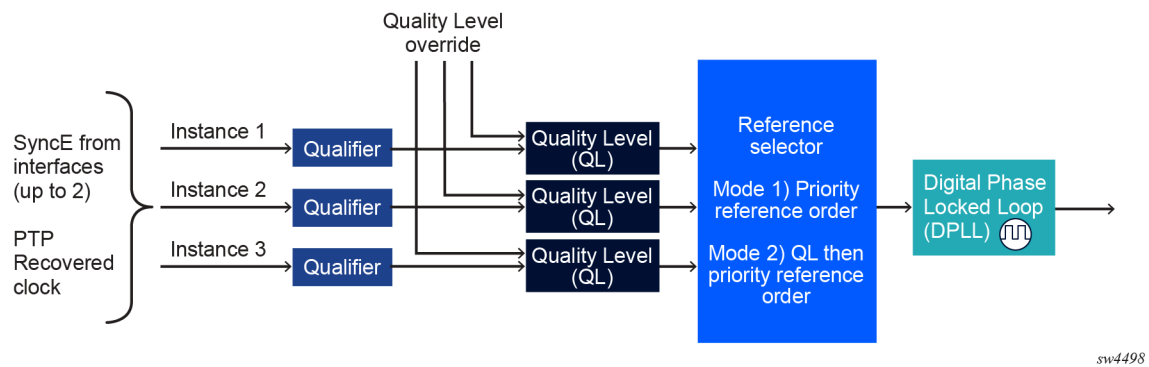 Quality Level
override
SyncE from
interfaces
(up to 2)
PTP
Recovered
clock
Instance 1
Qualifier
Quality Level
(QL)
Instance 2
Qualifier
Quality Level
(QL)
Instance 3
Qualifier
Quality Level
(QL)
Reference
selector
Mode 1) Priority
reference order
Mode 2) QL then
priority reference
order
Digital Phase
Locked Loop
(DPLL)
sw4498